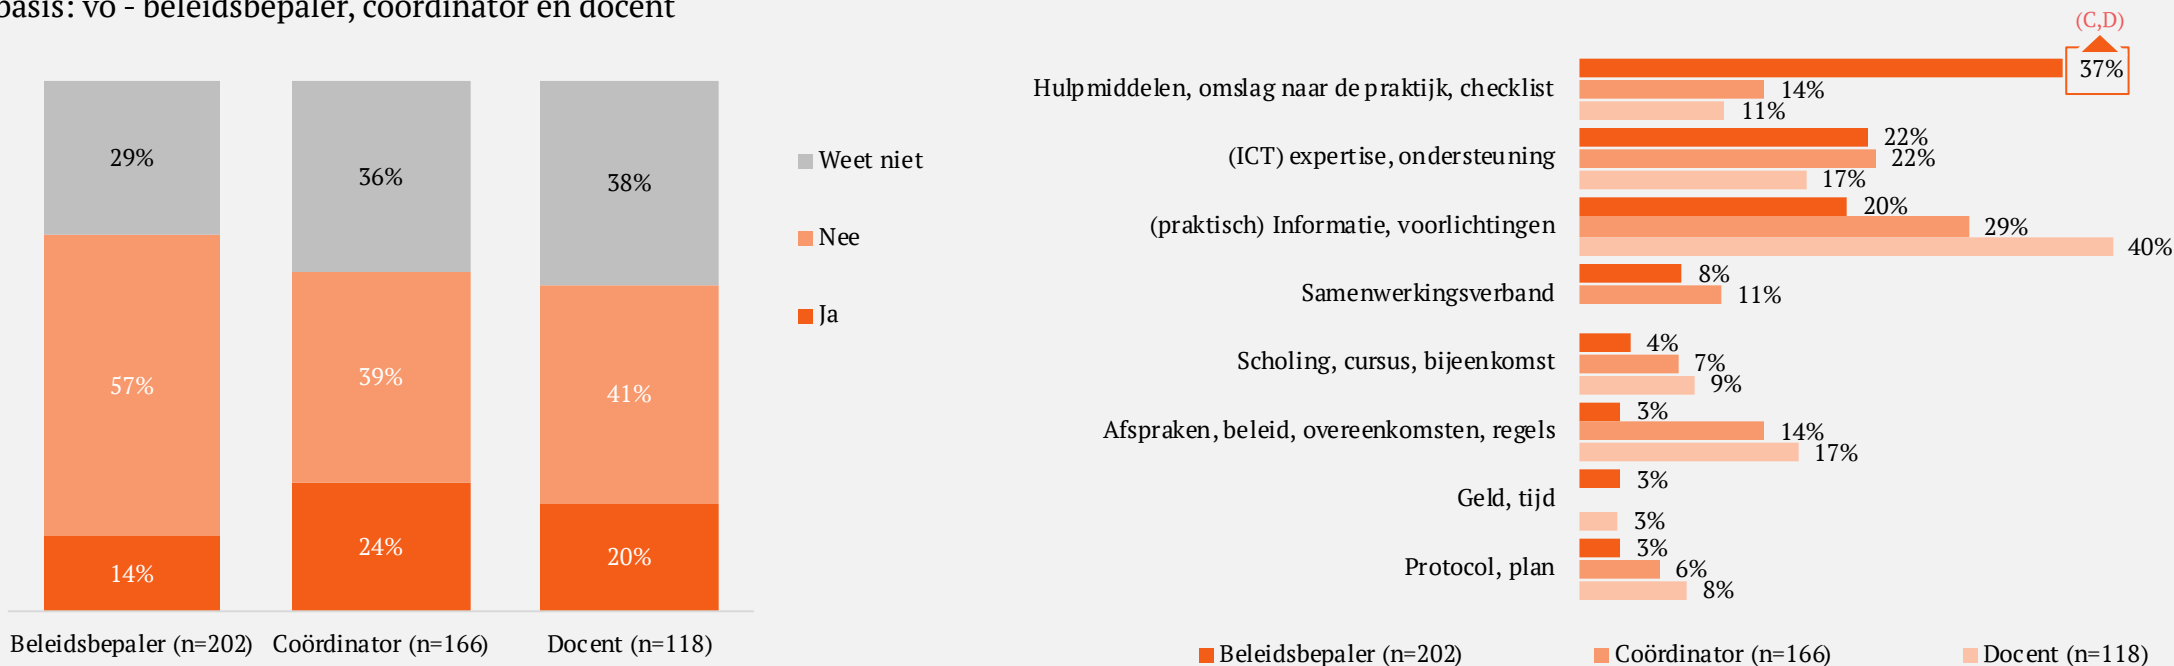 basis: vo - beleidsbepaler, coördinator en docent
29%
36%
38%
57%
39%
41%
14%
24%
20%
Beleidsbepaler (n=202)
Coördinator (n=166)
Docent (n=118)
Weet niet
Nee
Ja
(C,D)
Hulpmiddelen, omslag naar de praktijk, checklist
37%
14%
11%
(ICT) expertise, ondersteuning
22%
22%
17%
(praktisch) Informatie, voorlichtingen
20%
29%
40%
Samenwerkingsverband
8%
11%
Scholing, cursus, bijeenkomst
4%
7%
9%
Afspraken, beleid, overeenkomsten, regels
3%
14%
17%
Geld, tijd
3%
3%
Protocol, plan
3%
6%
8%
Beleidsbepaler (n=202)
Coördinator (n=166)
Docent (n=118)